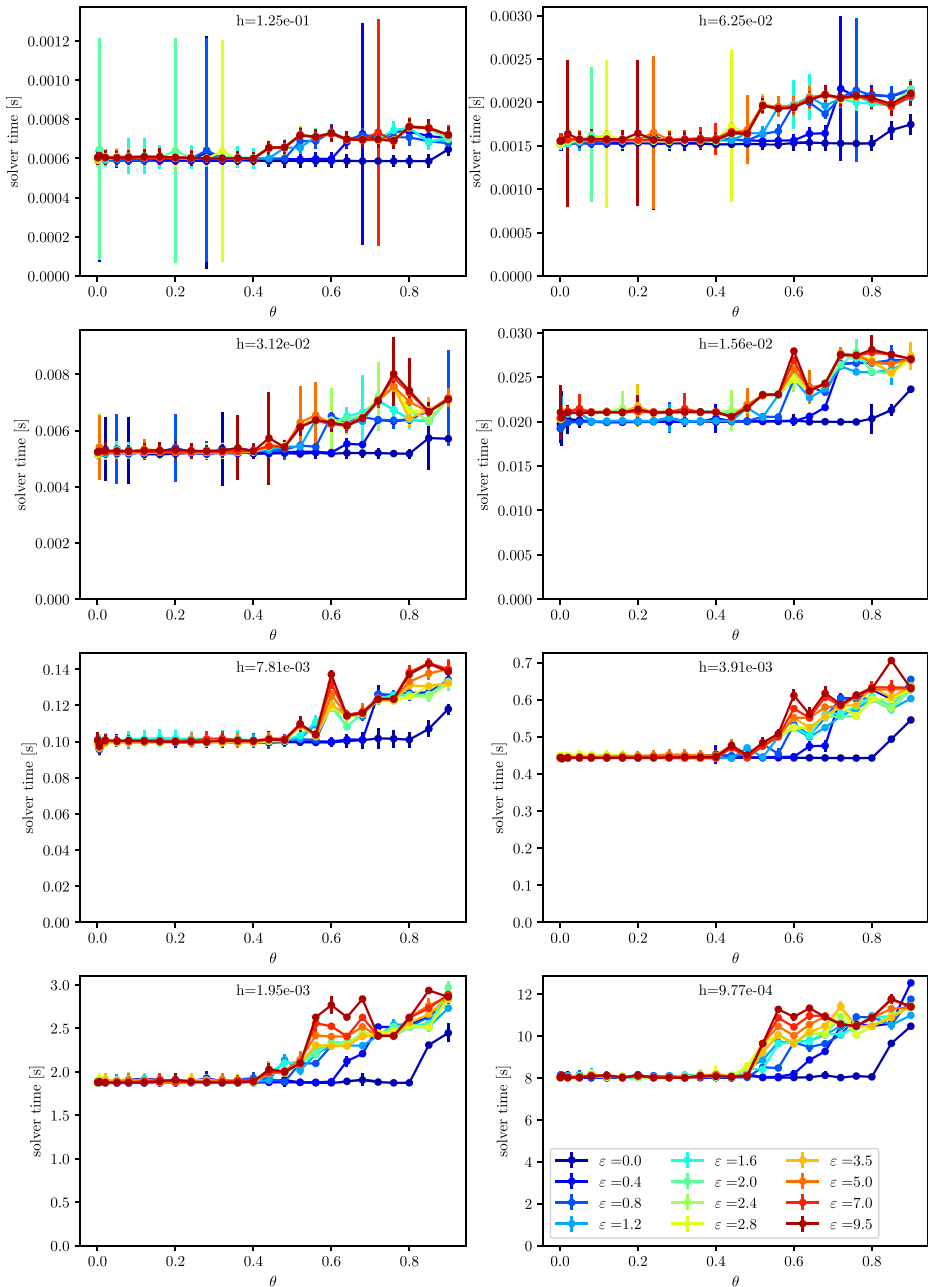 h=1.25e-01
solver time [s]
0.0012
0.0010
0.0008
0.0006
0.0004
0.0002
0.0000
0.0 0.2 0.4 0.6 0.8
θ
h=6.25e-02
solver time [s]
0.0030
0.0025
0.0020
0.0015
0.0010
0.0005
0.0000
0.0 0.2 0.4 0.6 0.8
θ
h=3.12e-02
solver time [s]
0.008
0.006
0.004
0.002
0.000
0.0 0.2 0.4 0.6 0.8
θ
h=1.56e-02
solver time [s]
0.030
0.025
0.020
0.015
0.010
0.005
0.000
0.0 0.2 0.4 0.6 0.8
θ
h=7.81e-03
solver time [s]
0.14
0.12
0.10
0.08
0.06
0.04
0.02
0.00
0.0 0.2 0.4 0.6 0.8
θ
h=3.91e-03
solver time [s]
0.7
0.6
0.5
0.4
0.3
0.2
0.1
0.0
0.0 0.2 0.4 0.6 0.8
θ
h=1.95e-03
solver time [s]
3.0
2.5
2.0
1.5
1.0
0.5
0.0
0.0 0.2 0.4 0.6 0.8
θ
h=9.77e-04
solver time [s]
12
10
8
6
4
2
0
0.0 0.2 0.4 0.6 0.8
θ
ε =0.0
ε =0.4
ε =0.8
ε =1.2
ε =1.6
ε =2.0
ε =2.4
ε =2.8
ε =3.5
ε =5.0
ε =7.0
ε =9.5